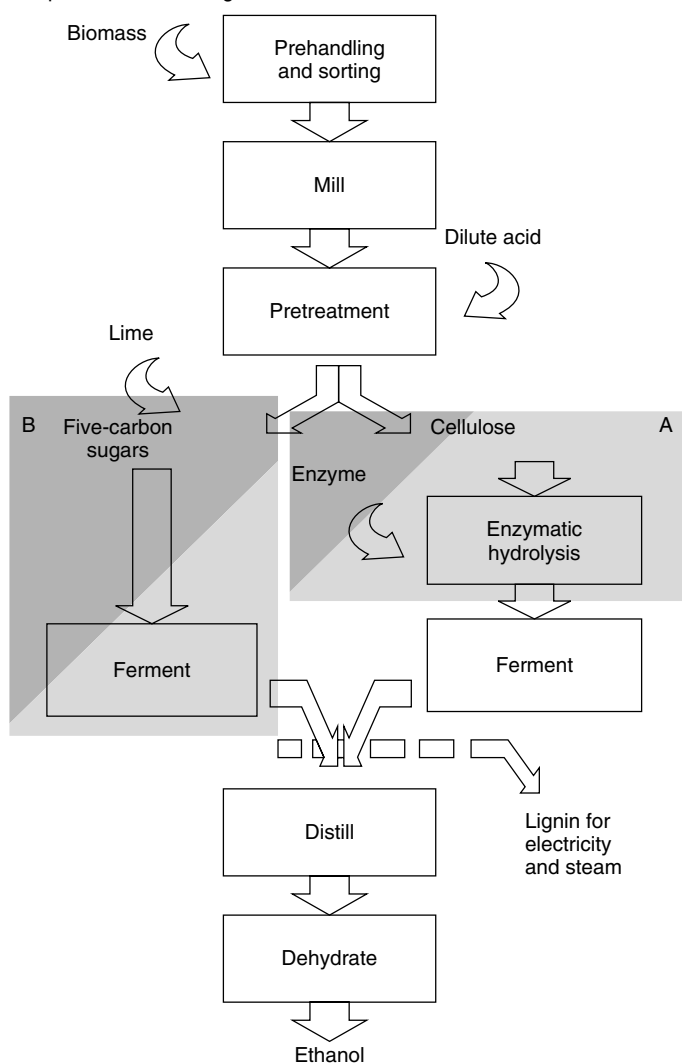 Biomass
Prehandling
and sorting
Mill
Dilute acid
Pretreatment
Lime
B
Five-carbon
sugars
Cellulose
A
Enzyme
Enzymatic
hydrolysis
Ferment
Ferment
Distill
Lignin for
electricity
and steam
Dehydrate
Ethanol